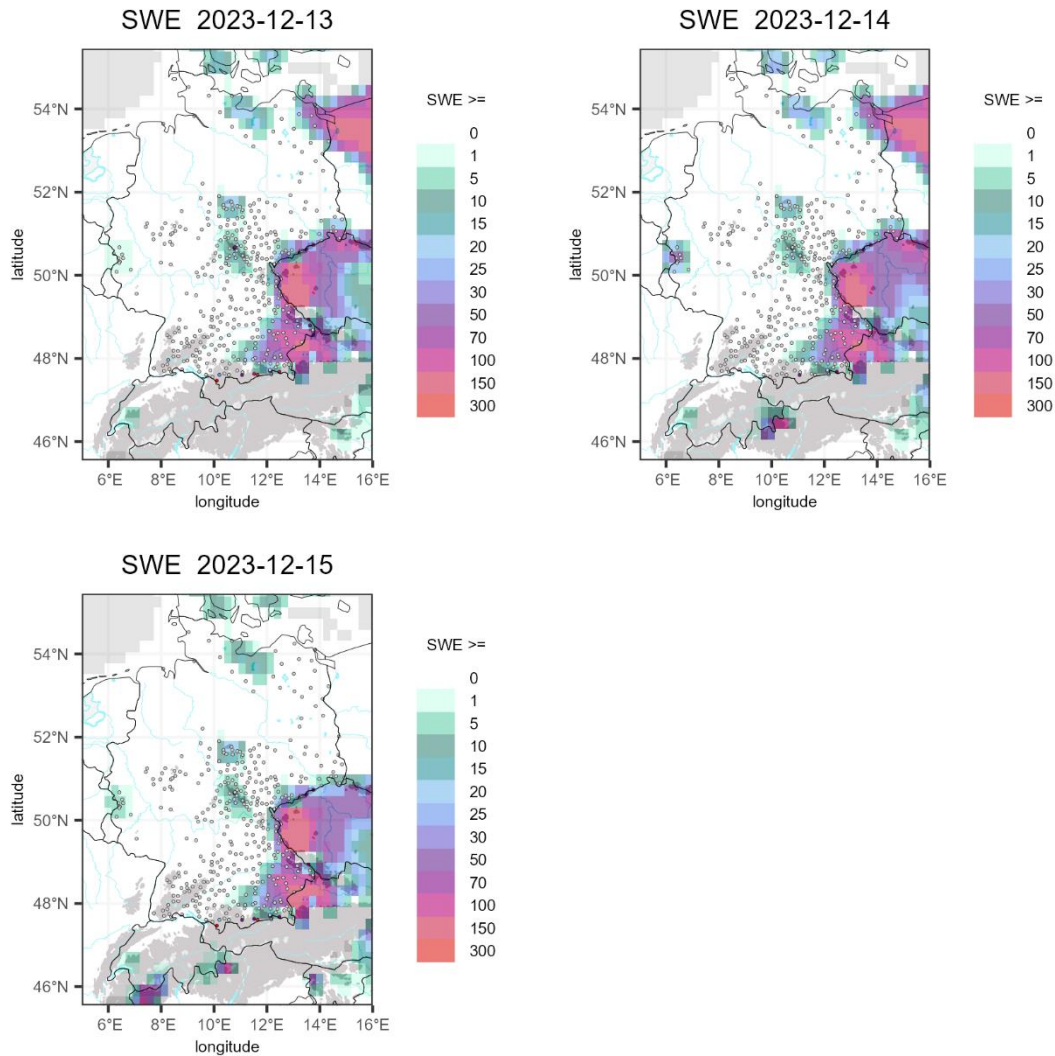 SWE 2023-12-13
54°N
52°N
50°N
48°N
46°N
6°E 8°E 10°E 12°E 14°E 16°E
longitude
latitude
SWE >=
0
1
5
10
15
20
25
30
50
70
100
150
300
SWE 2023-12-14
54°N
52°N
50°N
48°N
46°N
6°E 8°E 10°E 12°E 14°E 16°E
longitude
latitude
SWE >=
0
1
5
10
15
20
25
30
50
70
100
150
300
SWE 2023-12-15
54°N
52°N
50°N
48°N
46°N
6°E 8°E 10°E 12°E 14°E 16°E
longitude
latitude
SWE >=
0
1
5
10
15
20
25
30
50
70
100
150
300